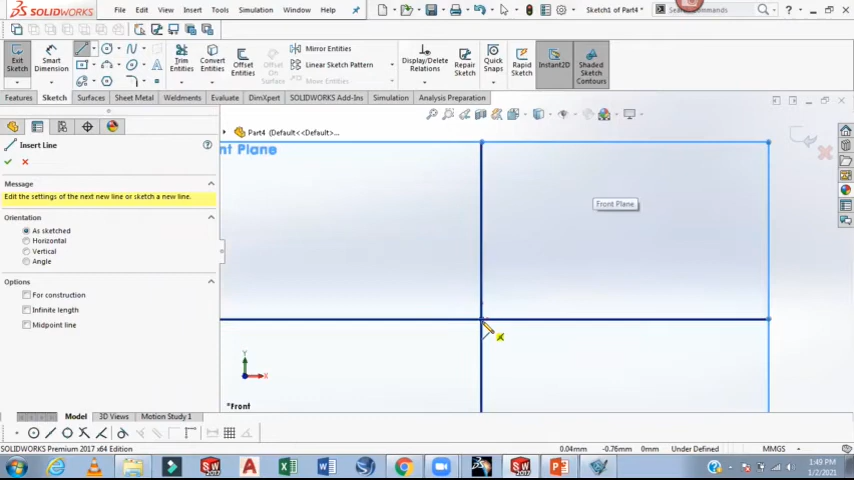 SOLIDWORKS File Edit View Insert Tools Simulation Window Help Sketch1 of Part4 * Search Commands
Exit Sketch Smart Dimension Trim Entities Convert Entities Offset Entities Offset On Surface Mirror Entities Linear Sketch Pattern Move Entities Display/Delete Relations Repair Sketch Quick Snaps Rapid Sketch Instant2D Shaded Sketch Contours
Features Sketch Surfaces Sheet Metal Weldments Evaluate DimXpert SOLIDWORKS Add-Ins Simulation Analysis Preparation
Part4 (Default<<Default>...
Insert Line
nt Plane
Message
Edit the settings of the next new line or sketch a new line.
Front Plane
Orientation
As sketched
Horizontal
Vertical
Angle
Options
For construction
Infinite length
Midpoint line
Y
X
*Front
Model 3D Views Motion Study 1
SOLIDWORKS Premium 2017 x64 Edition 0.04mm -0.76mm 0mm Under Defined MMGS
1:49 PM
1/2/2021